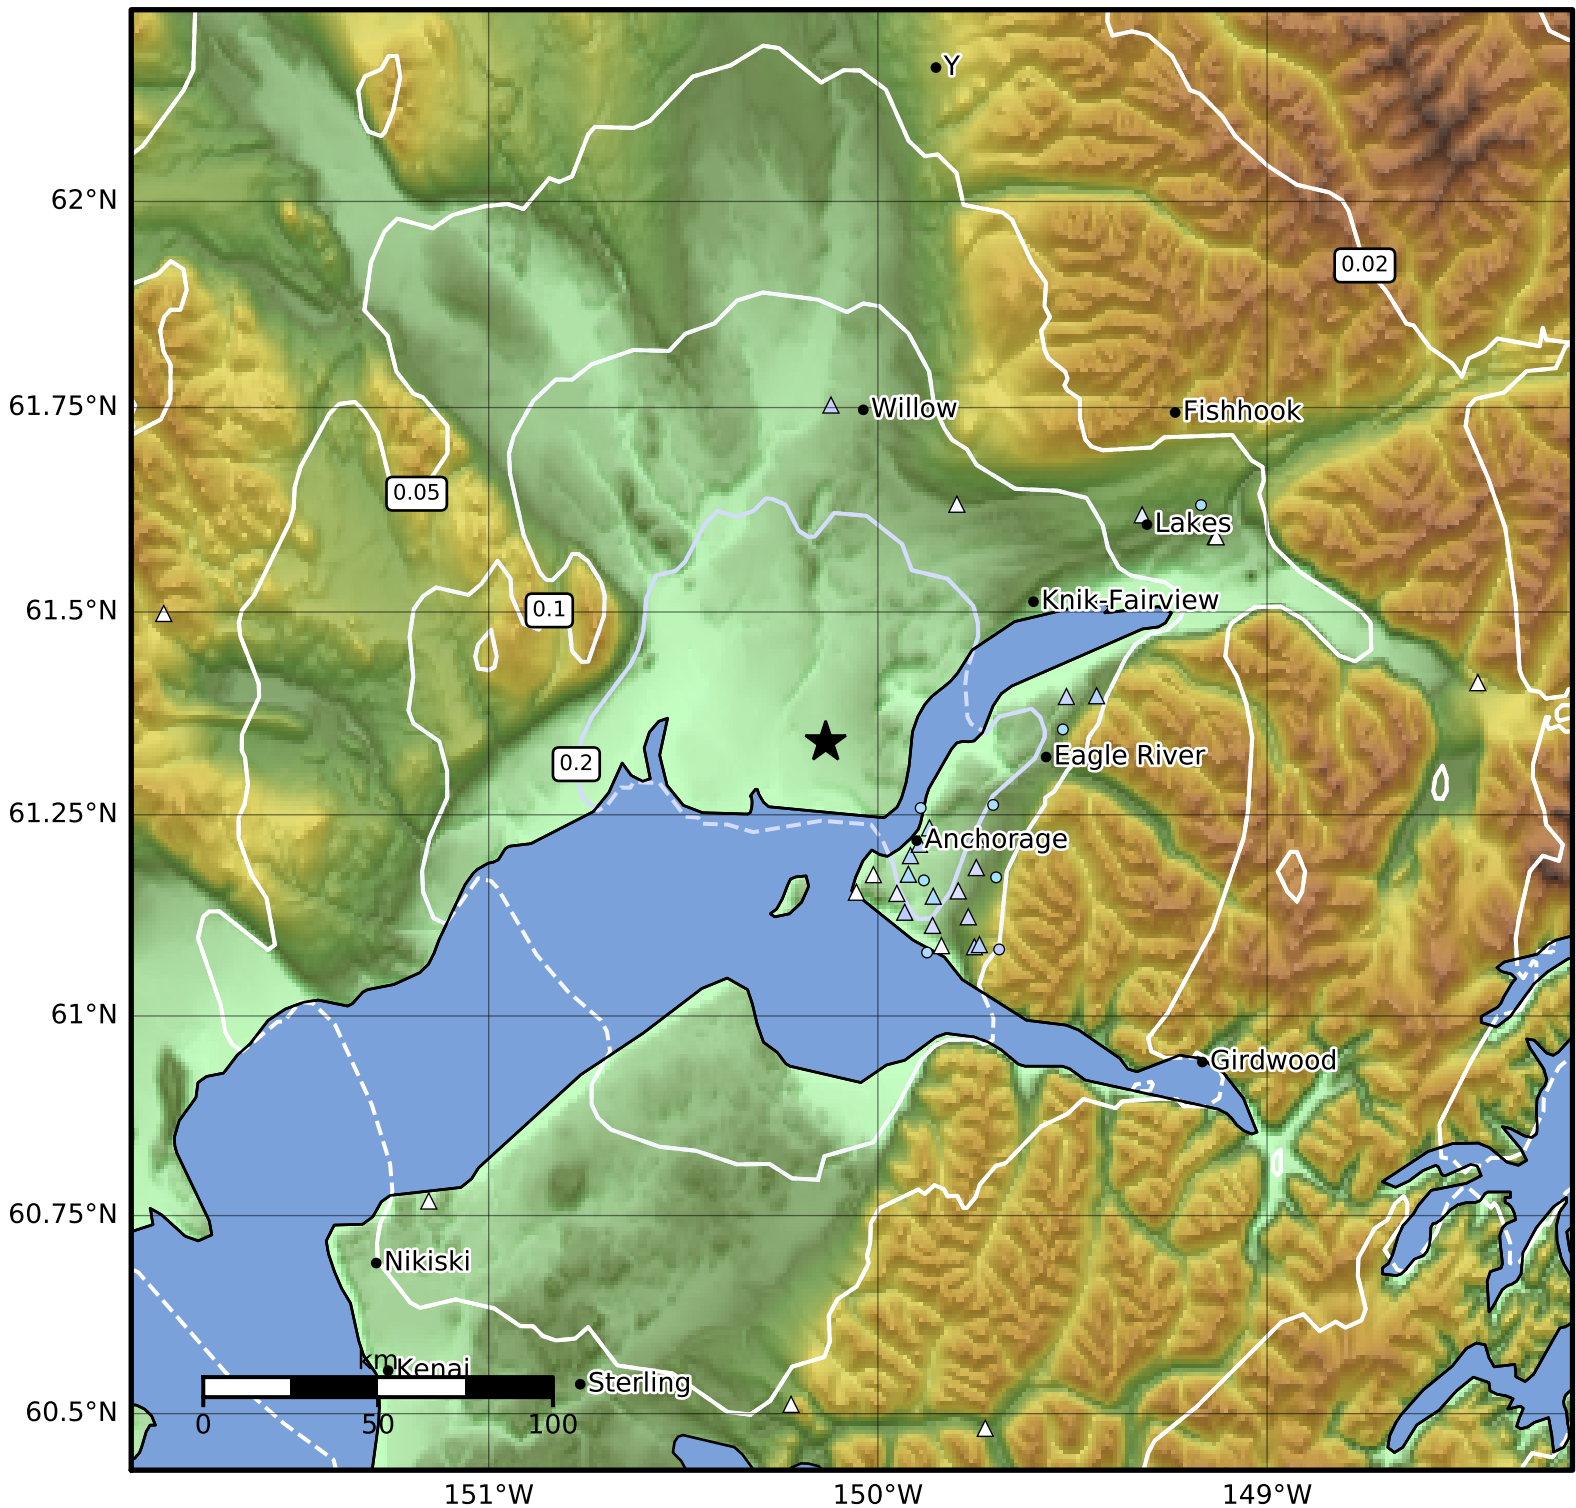 Y
62°N
0.02
61.75°N
Willow
Fishhook
0.05
Lakes
61.5°N
0.1
Knik-Fairview
0.2
Eagle River
61.25°N
Anchorage
61°N
Girdwood
60.75°N
Nikiski
km
Kenai
Sterling
60.5°N
0 50 100
151°W 150°W 149°W